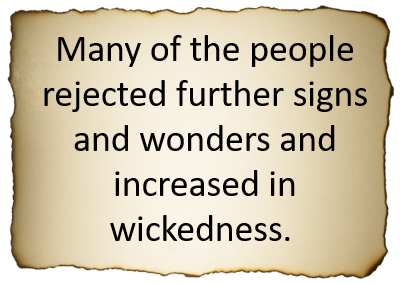 Many of the people
rejected further signs
and wonders and
increased in
wickedness.